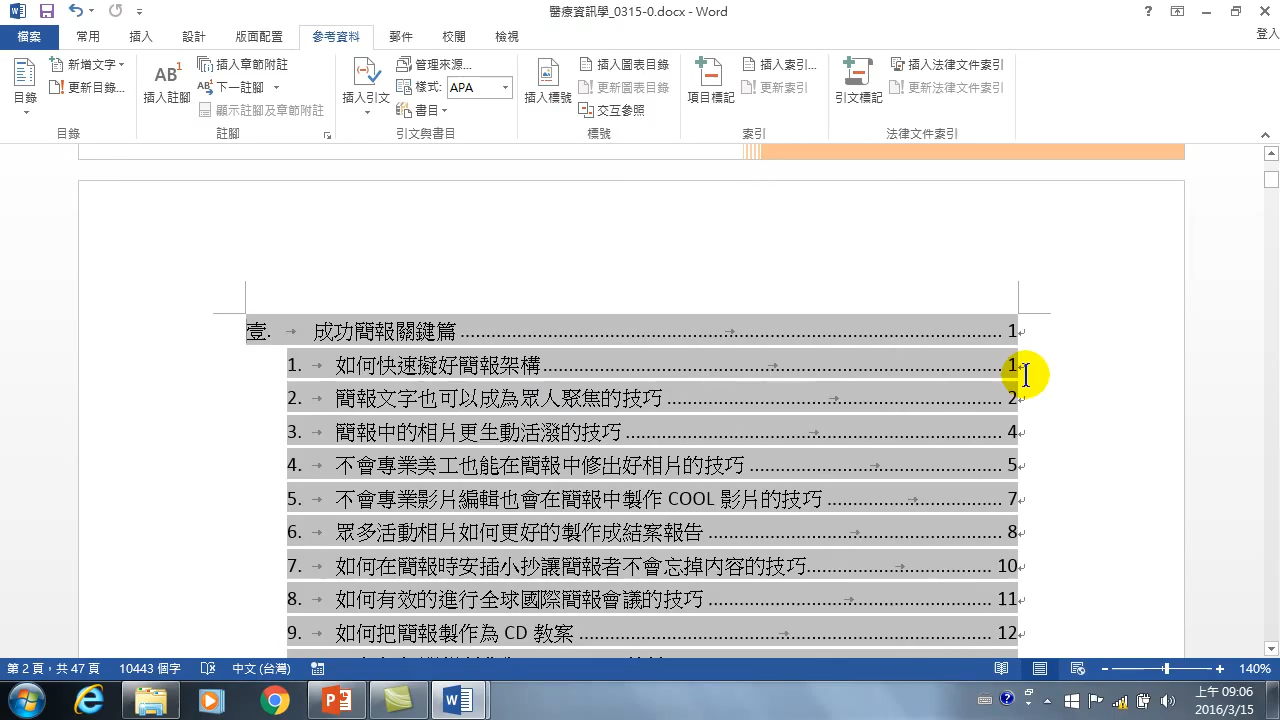 醫療資訊學_0315-0.docx - Word
檔案 常用 插入 設計 版面配置 參考資料 郵件 校閱 檢視 登入
目錄 新增文字 更新目錄...
目錄
AB1 插入註腳 插入章節附註 AB1 下一註腳 顯示註腳及章節附註
註腳
插入引文 管理來源... 樣式: APA 書目
引文與書目
插入標號 插入圖表目錄 更新圖表目錄 交互參照
標號
項目標記 插入索引... 更新索引
索引
引文標記 插入法律文件索引 更新法律文件索引
法律文件索引
壹. → 成功簡報關鍵篇 ........ 1
1. → 如何快速擬好簡報架構 ........ 1
2. → 簡報文字也可以成為眾人聚焦的技巧 ........ 2
3. → 簡報中的相片更生動活潑的技巧 ........ 4
4. → 不會專業美工也能在簡報中修出好相片的技巧 ........ 5
5. → 不會專業影片編輯也會在簡報中製作 COOL 影片的技巧 ........ 7
6. → 眾多活動相片如何更好的製作成結案報告 ........ 8
7. → 如何在簡報時安插小抄讓簡報者不會忘掉內容的技巧 ........ 10
8. → 如何有效的進行全球國際簡報會議的技巧 ........ 11
9. → 如何把簡報製作為 CD 教案 ........ 12
第 2 頁，共 47 頁 10443 個字 中文 (台灣) 140%
上午 09:06
2016/3/15